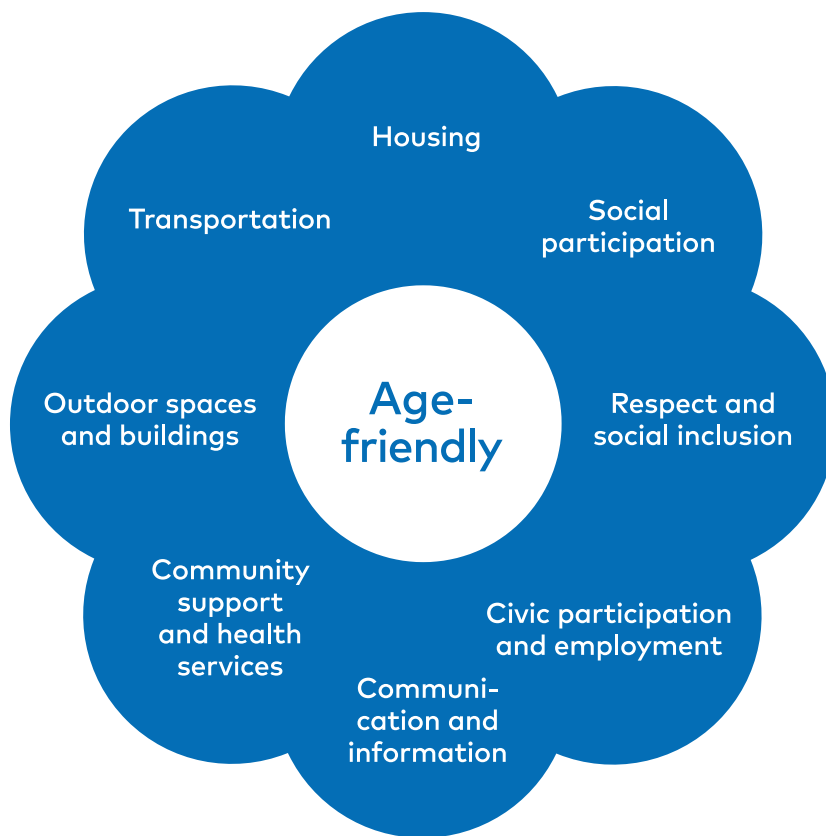 Housing
Transportation
Social
participation
Outdoor spaces
and buildings
Age-
friendly
Respect and
social inclusion
Community
support
and health
services
Civic participation
and employment
Communi-
cation and
information